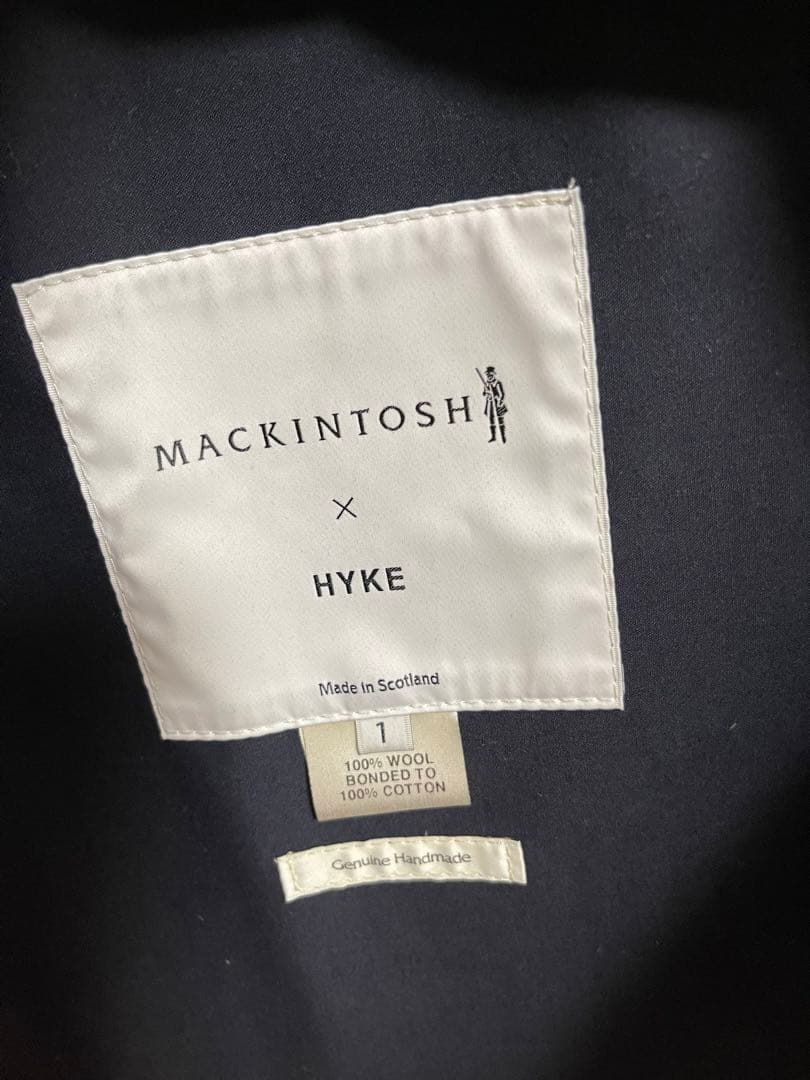 MACKINTOSH
×
HYKE
Made in Scotland
1
100% WOOL
BONDED TO
100% COTTON
Genuine Handmade